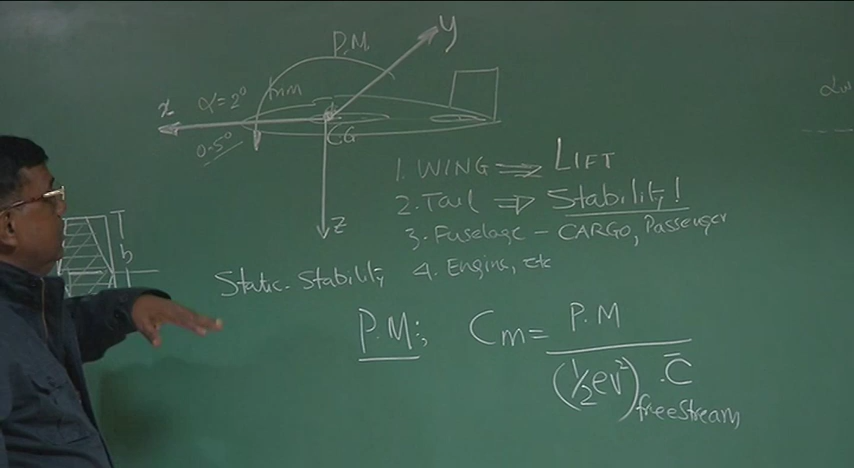 y
P.M.
x α=2°
0.5°
CG
z
1. WING ⇒ LIFT
2. Tail ⇒ Stability!
3. Fuselage - CARGO, Passenger
4. Engine, etc
Static Stability
b
P.M:, Cm = P.M / (½ρv²)freestream . C̄